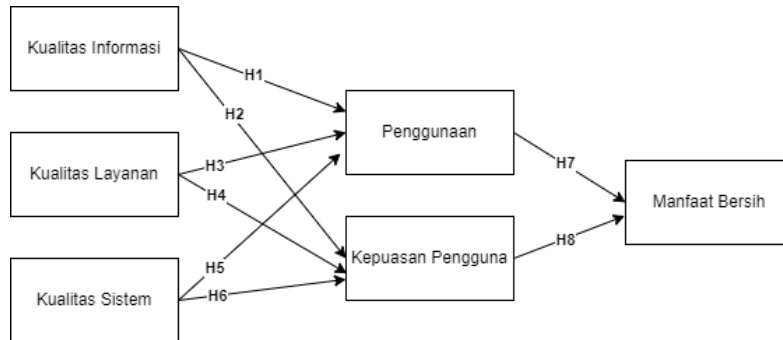 Kualitas Informasi
H1
H2
Penggunaan
Kualitas Layanan
H3
H4
H7
Manfaat Bersih
H5
H6
Kepuasan Pengguna
H8
Kualitas Sistem